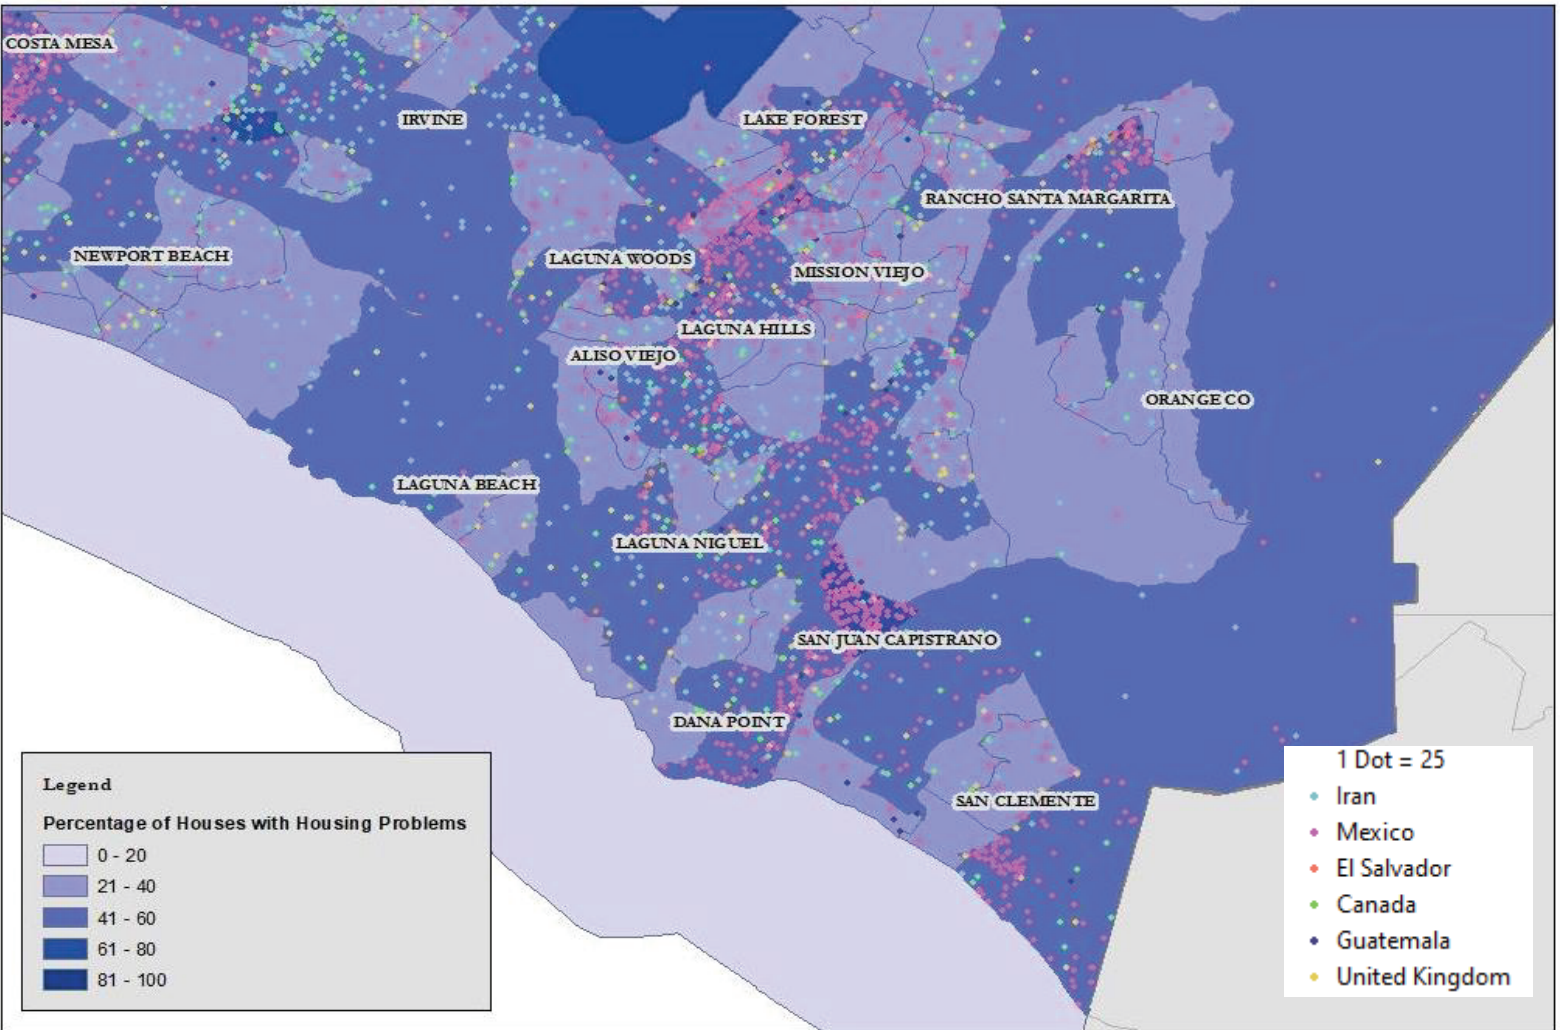 COSTA MESA
IRVINE
LAKE FOREST
RANCHO SANTA MARGARITA
NEWPORT BEACH
LAGUNA WOODS
MISSION VIEJO
LAGUNA HILLS
ALISO VIEJO
ORANGE CO
LAGUNA BEACH
LAGUNA NIGUEL
SAN JUAN CAPISTRANO
DANA POINT
SAN CLEMENTE
Legend
Percentage of Houses with Housing Problems
0 - 20
21 - 40
41 - 60
61 - 80
81 - 100
1 Dot = 25
Iran
Mexico
El Salvador
Canada
Guatemala
United Kingdom